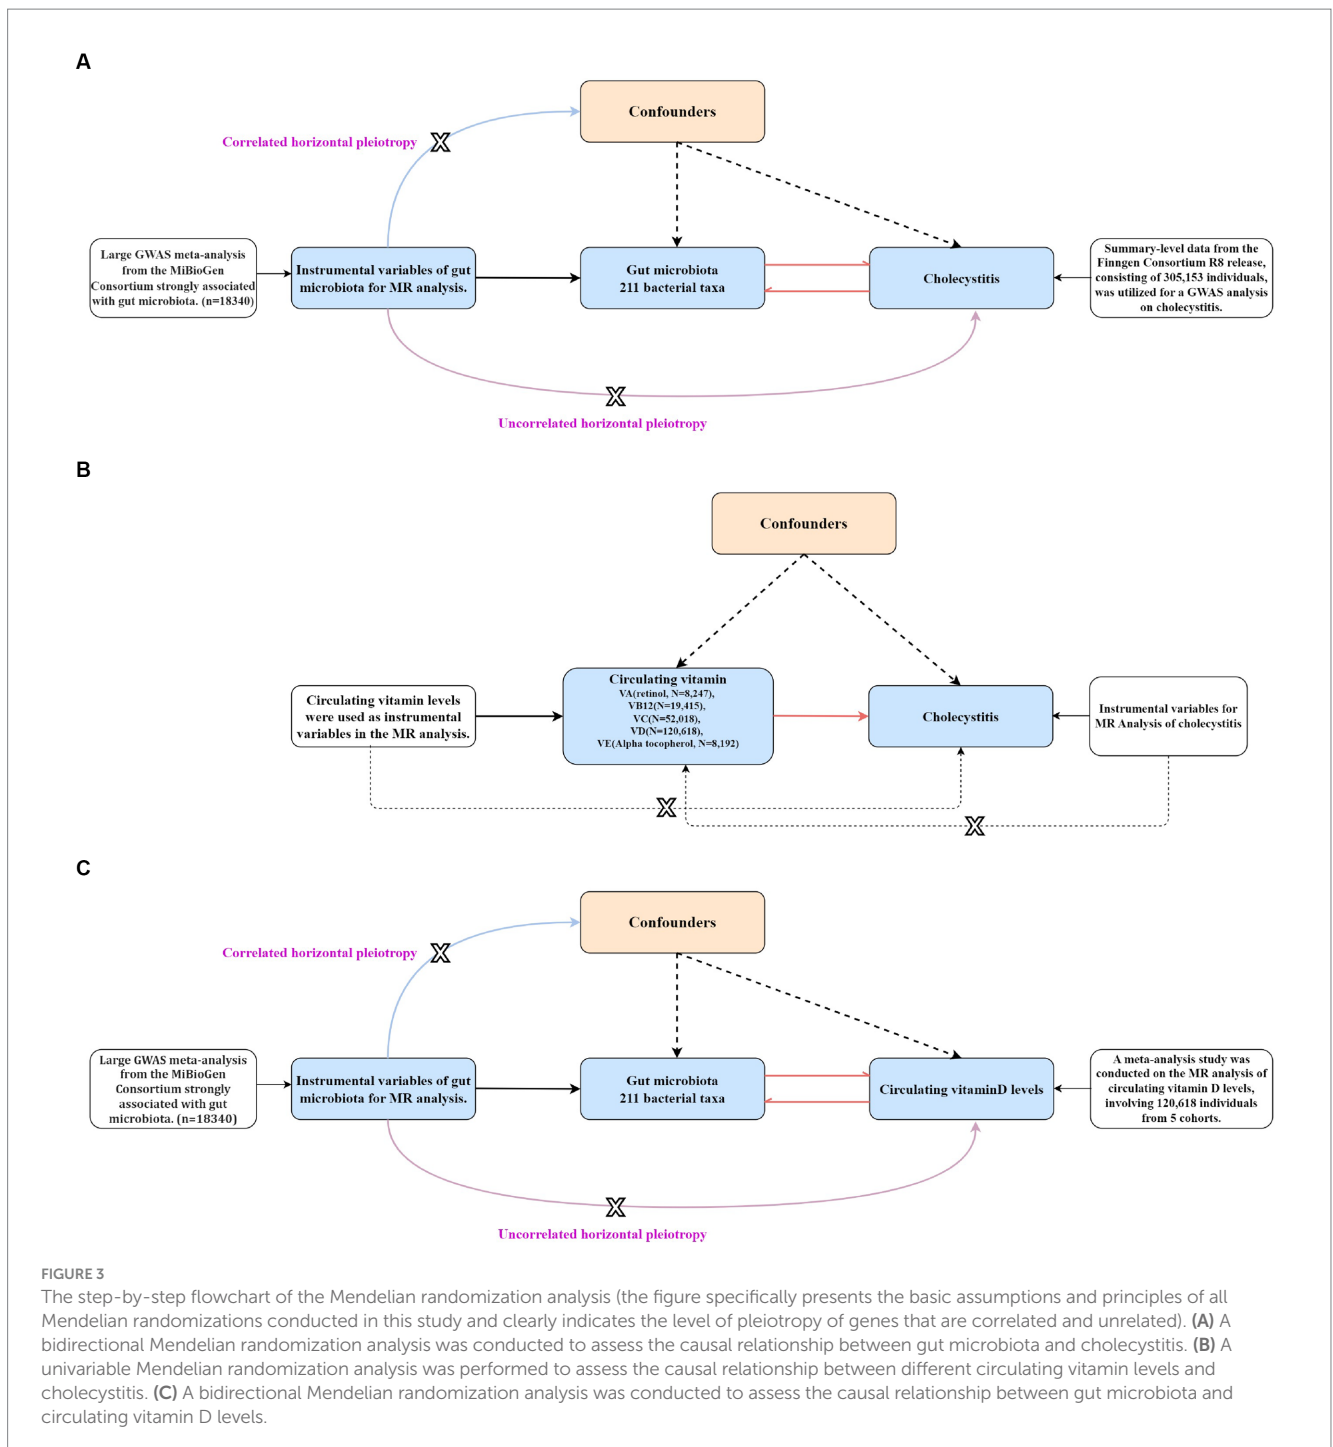 A
Confounders
Correlated horizontal pleiotropy
X
Large GWAS meta-analysis
from the MiBioGen
Consortium strongly associated
with gut microbiota. (n=18340)
Instrumental variables of gut
microbiota for MR analysis.
Gut microbiota
211 bacterial taxa
Cholecystitis
Summary-level data from the
Finngen Consortium R8 release,
consisting of 305,153 individuals,
was utilized for a GWAS analysis
on cholecystitis.
X
Uncorrelated horizontal pleiotropy
B
Confounders
Circulating vitamin levels
were used as instrumental
variables in the MR analysis.
Circulating vitamin
VA(retinol, N=8,247),
VB12(N=19,415),
VC(N=52,018),
VD(N=120,618),
VE(Alpha tocopherol, N=8,192)
Cholecystitis
Instrumental variables for
MR Analysis of cholecystitis
X
X
C
Confounders
Correlated horizontal pleiotropy
X
Large GWAS meta-analysis
from the MiBioGen
Consortium strongly
associated with gut
microbiota. (n=18340)
Instrumental variables of gut
microbiota for MR analysis.
Gut microbiota
211 bacterial taxa
Circulating vitaminD levels
A meta-analysis study was
conducted on the MR analysis of
circulating vitamin D levels,
involving 120,618 individuals
from 5 cohorts.
X
Uncorrelated horizontal pleiotropy
FIGURE 3
The step-by-step flowchart of the Mendelian randomization analysis (the figure specifically presents the basic assumptions and principles of all
Mendelian randomizations conducted in this study and clearly indicates the level of pleiotropy of genes that are correlated and unrelated). (A) A
bidirectional Mendelian randomization analysis was conducted to assess the causal relationship between gut microbiota and cholecystitis. (B) A
univariable Mendelian randomization analysis was performed to assess the causal relationship between different circulating vitamin levels and
cholecystitis. (C) A bidirectional Mendelian randomization analysis was conducted to assess the causal relationship between gut microbiota and
circulating vitamin D levels.